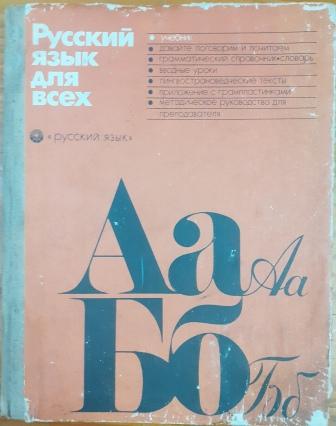 Русский
язык
для
всех
учебник
давайте поговорим и почитаем
грамматический справочник-словарь
вводные уроки
лингвострановедческие тексты
приложение с грампластинками
методическое руководство для
преподавателя
«русский язык»
Аа
Аа
Бб
Бб